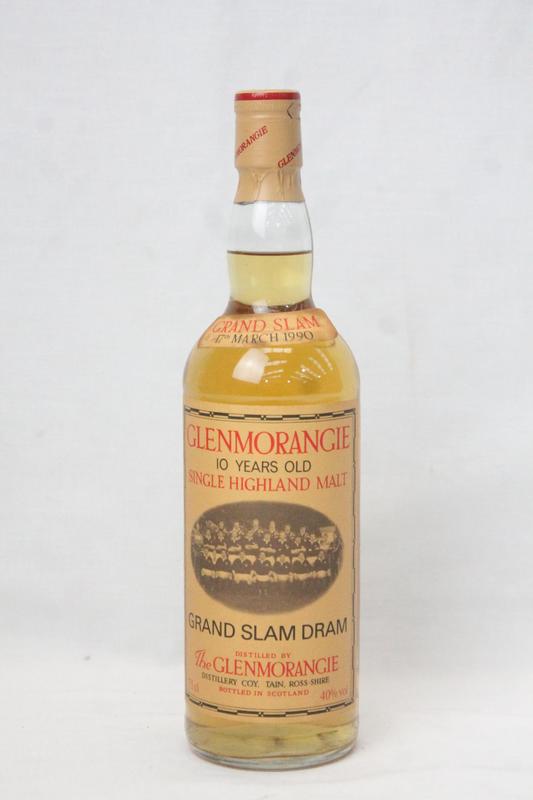 GLENMORANGIE
GRAND SLAM
17th MARCH 1990
GLENMORANGIE
10 YEARS OLD
SINGLE HIGHLAND MALT
GRAND SLAM DRAM
DISTILLED BY
The GLENMORANGIE
DISTILLERY COY, TAIN, ROSS-SHIRE
BOTTLED IN SCOTLAND 40% vol